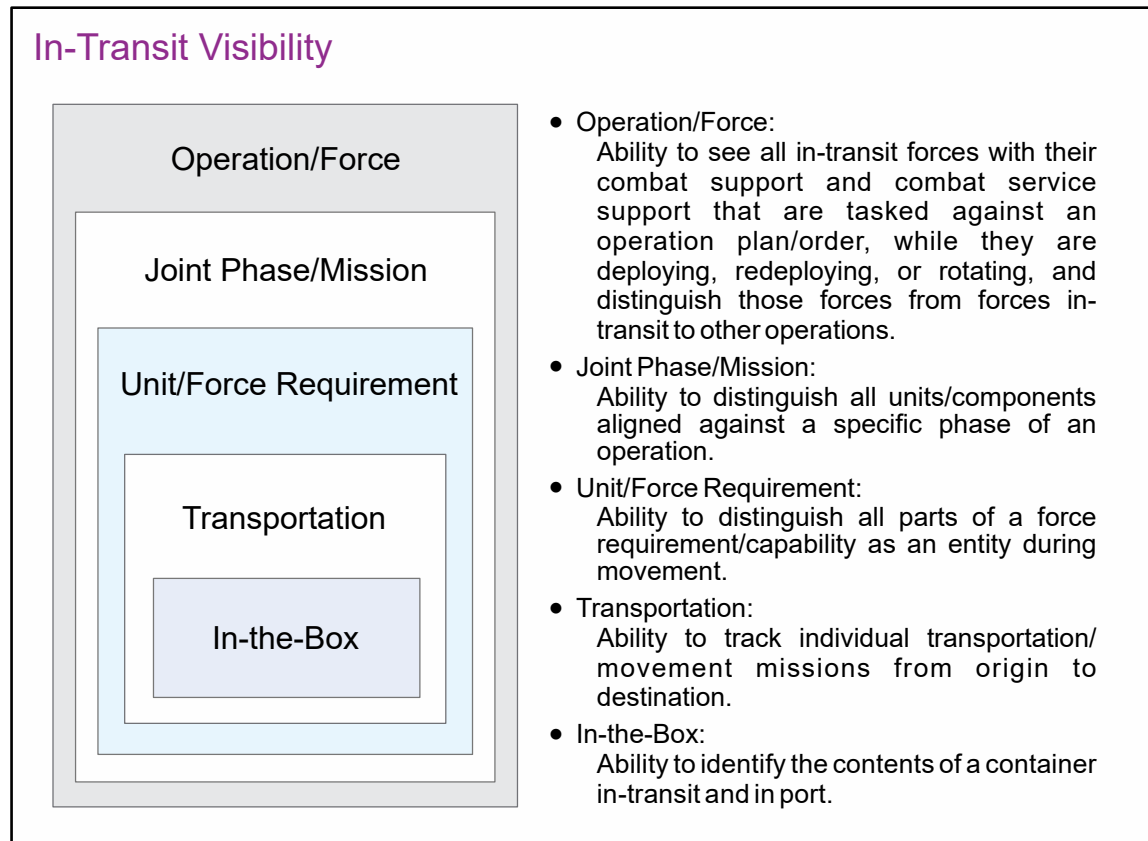 In-Transit Visibility
Operation/Force
Joint Phase/Mission
Unit/Force Requirement
Transportation
In-the-Box
• Operation/Force:
Ability to see all in-transit forces with their
combat support and combat service
support that are tasked against an
operation plan/order, while they are
deploying, redeploying, or rotating, and
distinguish those forces from forces in-
transit to other operations.
• Joint Phase/Mission:
Ability to distinguish all units/components
aligned against a specific phase of an
operation.
• Unit/Force Requirement:
Ability to distinguish all parts of a force
requirement/capability as an entity during
movement.
• Transportation:
Ability to track individual transportation/
movement missions from origin to
destination.
• In-the-Box:
Ability to identify the contents of a container
in-transit and in port.